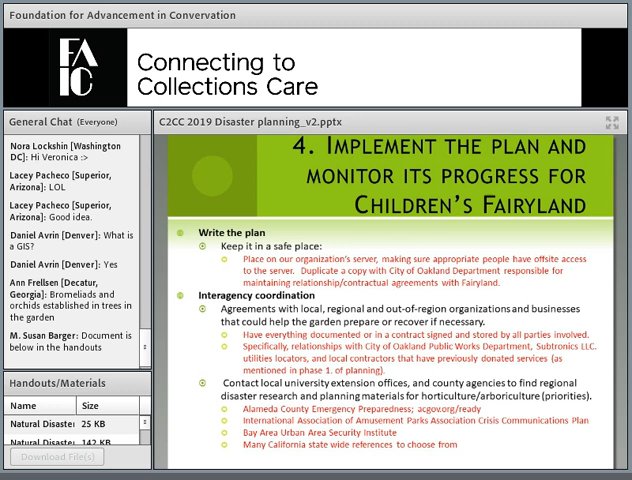 Foundation for Advancement in Convervation
FA
IC
Connecting to
Collections Care
General Chat (Everyone)
Nora Lockshin [Washington
DC]: Hi Veronica :>
Lacey Pacheco [Superior,
Arizona]: LOL
Lacey Pacheco [Superior,
Arizona]: Good idea.
Daniel Avrin [Denver]: What is
a GIS?
Daniel Avrin [Denver]: Yes
Ann Frellsen [Decatur,
Georgia]: Bromeliads and
orchids established in trees in
the garden
M. Susan Barger: Document is
below in the handouts
Handouts/Materials
Name Size
Natural Disaster 25 KB
Natural Disaster 142 KB
Download File(s)
C2CC 2019 Disaster planning_v2.pptx
4. Implement the plan and
monitor its progress for
Children's Fairyland
Write the plan
Keep it in a safe place:
Place on our organization's server, making sure appropriate people have offsite access
to the server. Duplicate a copy with City of Oakland Department responsible for
maintaining relationship/contractual agreements with Fairyland.
Interagency coordination
Agreements with local, regional and out-of-region organizations and businesses
that could help the garden prepare or recover if necessary.
Have everything documented or in a contract signed and stored by all parties involved.
Specifically, relationships with City of Oakland Public Works Department, Subtronics LLC.
utilities locators, and local contractors that have previously donated services (as
mentioned in phase 1. of planning).
Contact local university extension offices, and county agencies to find regional
disaster research and planning materials for horticulture/arboriculture (priorities).
Alameda County Emergency Preparedness; acgov.org/ready
International Association of Amusement Parks Association Crisis Communications Plan
Bay Area Urban Area Security Institute
Many California state wide references to choose from